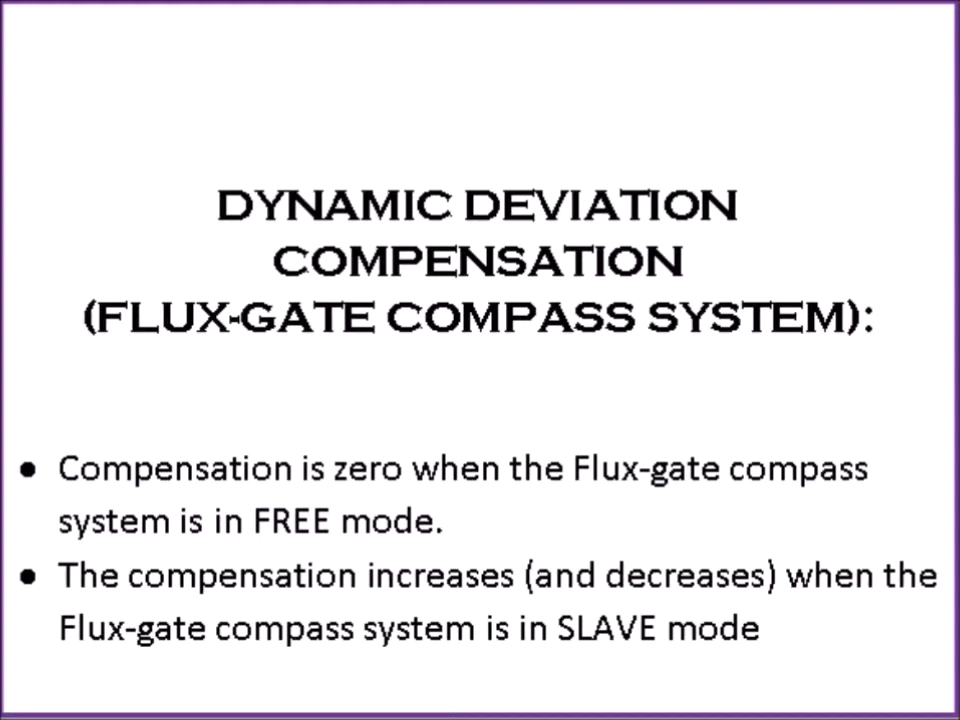 DYNAMIC DEVIATION
COMPENSATION
(FLUX-GATE COMPASS SYSTEM):
● Compensation is zero when the Flux-gate compass
system is in FREE mode.
● The compensation increases (and decreases) when the
Flux-gate compass system is in SLAVE mode